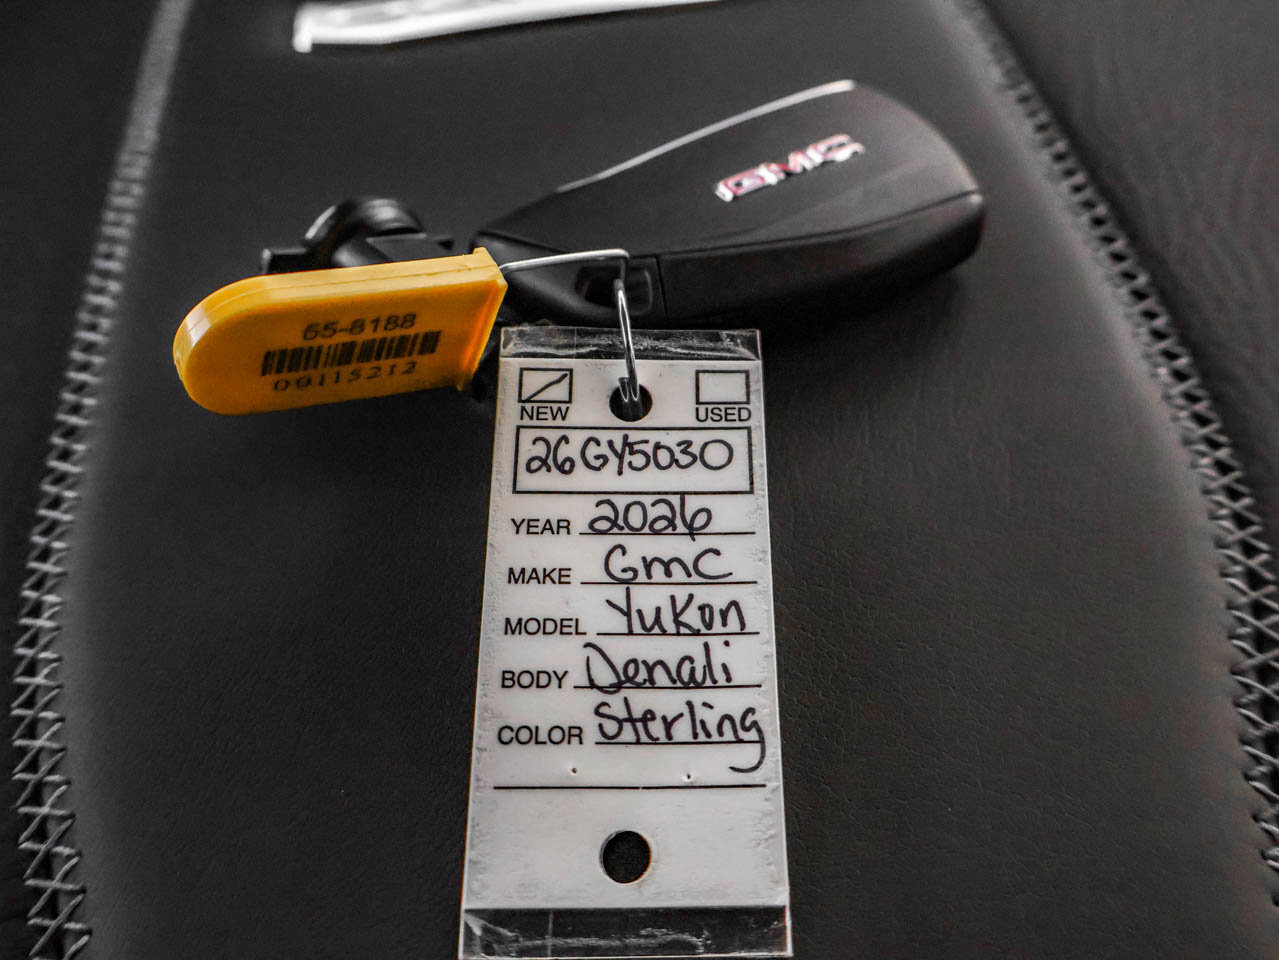 GMC
65-8188
00115212
NEW USED
26GY5030
YEAR 2026
MAKE GMC
MODEL YuKon
BODY Denali
COLOR Sterling